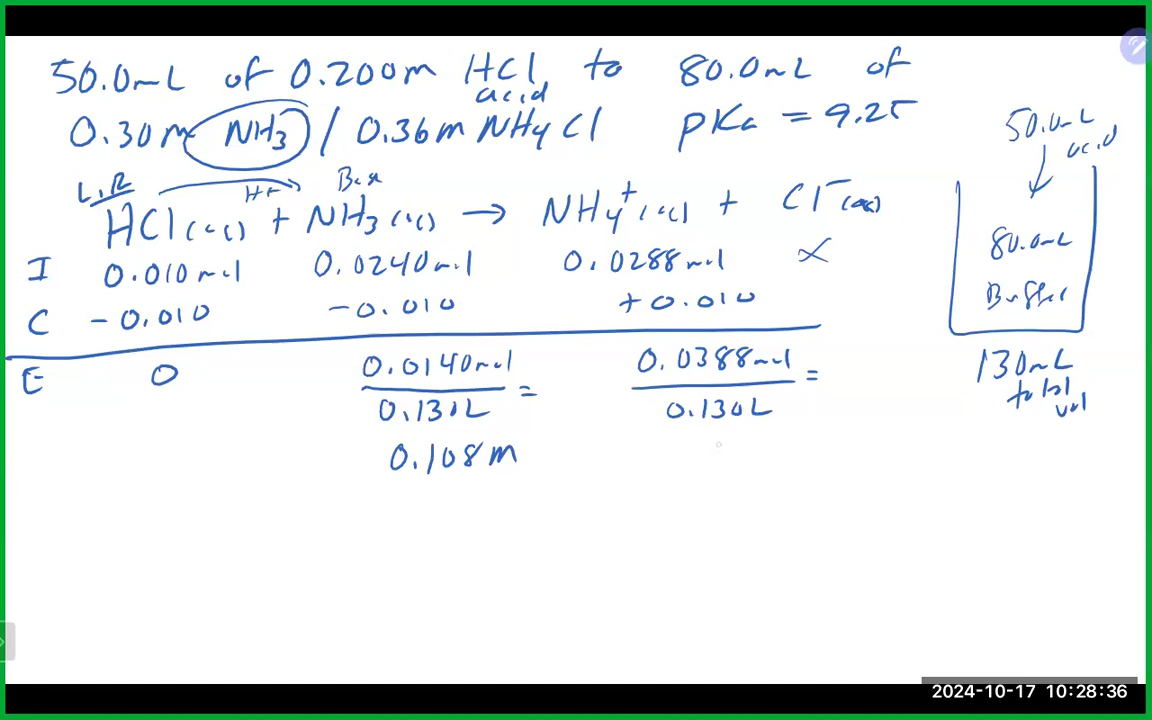 50.0mL of 0.200M HCl to 80.0mL of
acid
0.30M NH3 / 0.36M NH4Cl pKa = 9.25
50.0mL
acid
L.R
H+
Base
HCl(aq) + NH3(aq) → NH4+(aq) + Cl-(aq)
80.0mL
Buffer
I 0.010mol 0.0240mol 0.0288mol X
C -0.010 -0.010 +0.010
E 0 0.0140mol 0.0388mol
0.130L = 0.130L =
0.108M
130mL
total
vol
2024-10-17 10:28:36